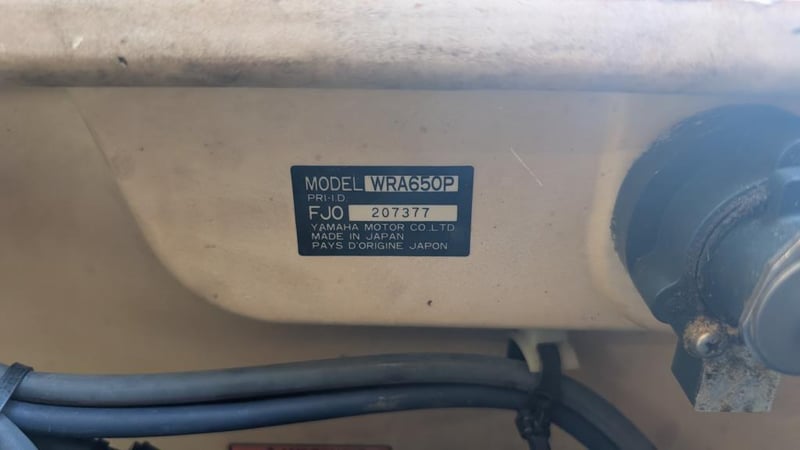 MODEL WRA650P
PRI-I.D.
FJO 207377
YAMAHA MOTOR CO.,LTD.
MADE IN JAPAN
PAYS D'ORIGINE JAPON